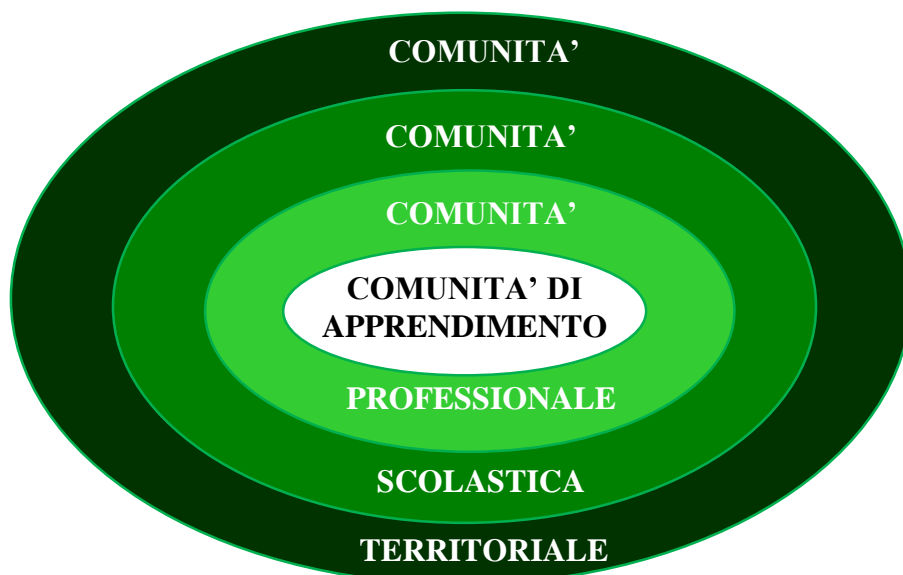 COMUNITA’
COMUNITA’
COMUNITA’
COMUNITA’ DI
APPRENDIMENTO
PROFESSIONALE
SCOLASTICA
TERRITORIALE